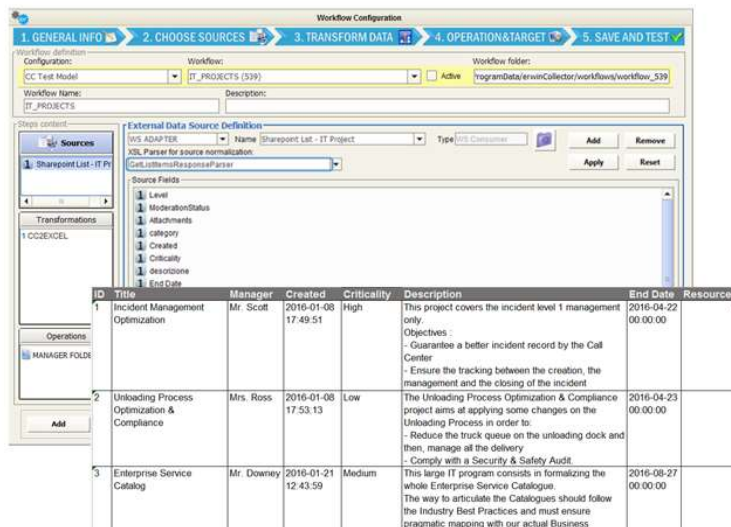 Workflow Configuration
1. GENERAL INFO
2. CHOOSE SOURCES
3. TRANSFORM DATA
4. OPERATION&TARGET
5. SAVE AND TEST
Workflow definition
Configuration:
Workflow:
Workflow folder:
CC Test Model
IT_PROJECTS (539)
Active
'rogramData/erwinCollector/workflows/workflow_539
Workflow Name:
Description:
IT_PROJECTS
Steps content
Sources
1 Sharepoint List - IT Pr
Transformations
1 CC2EXCEL
Operations
MANAGER FOLDE
Add
External Data Source Definition
WS ADAPTER
Name
Sharepoint List - IT Project
Type
WS Consumer
Add
Remove
XSL Parser for source normalization:
GetListItemsResponseParser
Apply
Reset
Source Fields
1 Level
1 ModerationStatus
1 Attachments
1 category
1 Created
1 Criticality
1 descrizione
1 End Date
ID Title Manager Created Criticality Description End Date Resource
1 Incident Management Mr. Scott 2016-01-08 High This project covers the incident level 1 management 2016-04-22
Optimization 17:49:51 only. 00:00:00
Objectives :
- Guarantee a better incident record by the Call
Center
- Ensure the tracking between the creation, the
management and the closing of the incident
2 Unloading Process Mrs. Ross 2016-01-08 Low The Unloading Process Optimization & Compliance 2016-04-23
Optimization & 17:53:13 project aims at applying some changes on the 00:00:00
Compliance Unloading Process in order to:
- Reduce the truck queue on the unloading dock and
then, manage all the delivery
- Comply with a Security & Safety Audit.
3 Enterprise Service Mr. Downey 2016-01-21 Medium This large IT program consists in formalizing the 2016-08-27
Catalog 12:43:59 whole Enterprise Service Catalogue. 00:00:00
The way to articulate the Catalogues should follow
the Industry Best Practices and must ensure
pragmatic mapping with our actual Business